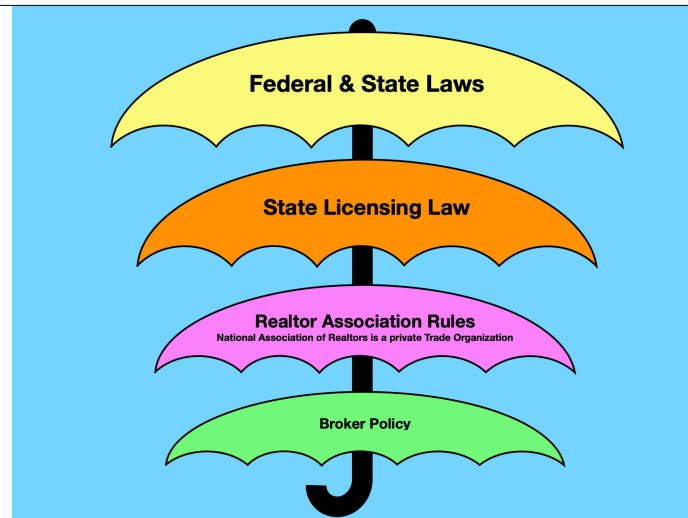 Federal & State Laws
State Licensing Law
Realtor Association Rules
National Association of Realtors is a private Trade Organization
Broker Policy